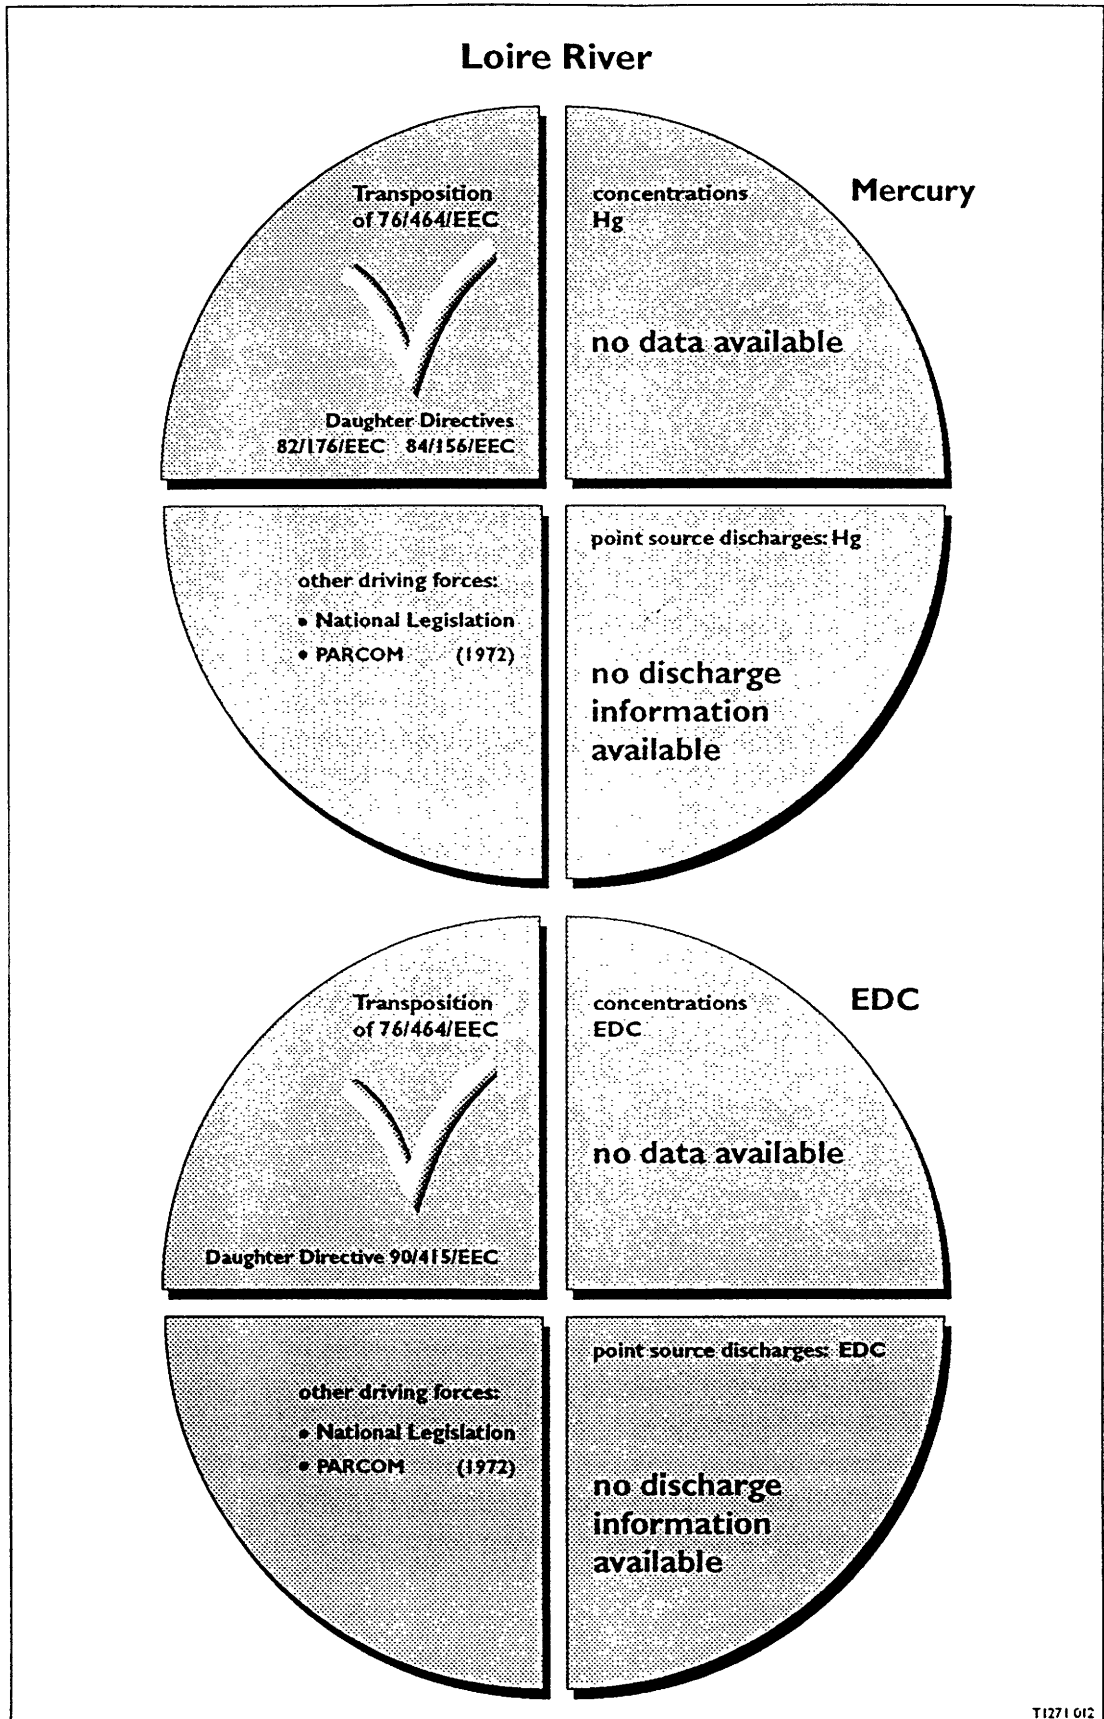 Loire River
Transposition
of 76/464/EEC
Daughter Directives
82/176/EEC 84/156/EEC
concentrations
Hg
no data available
Mercury
other driving forces:
• National Legislation
• PARCOM (1972)
point source discharges: Hg
no discharge
information
available
Transposition
of 76/464/EEC
Daughter Directive 90/415/EEC
concentrations
EDC
no data available
EDC
other driving forces:
• National Legislation
• PARCOM (1972)
point source discharges: EDC
no discharge
information
available
T1271 012